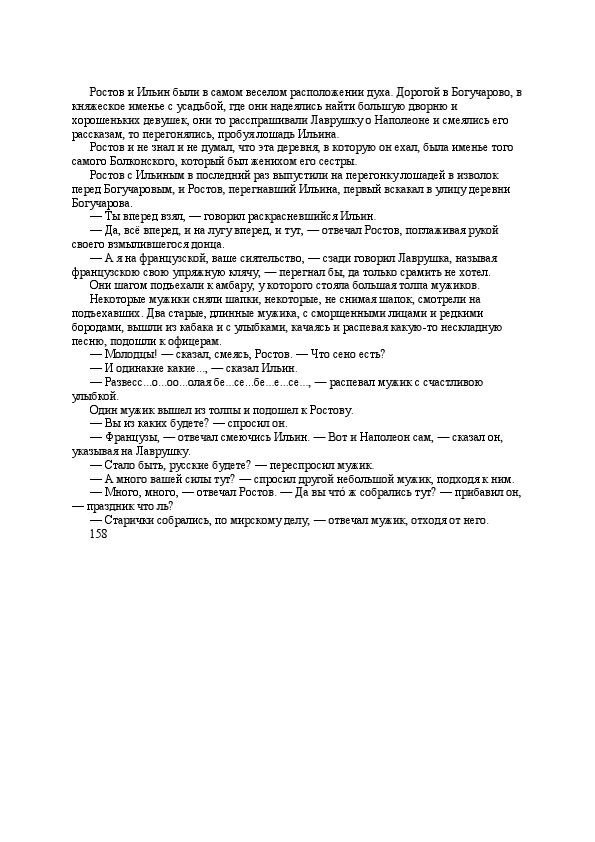 Ростов и Ильин были в самом веселом расположении духа. Дорогой в Богучарово, в
княжеское именье с усадьбой, где они надеялись найти большую дворню и
хорошеньких девушек, они то расспрашивали Лаврушку о Наполеоне и смеялись его
рассказам, то перегонялись, пробуя лошадь Ильина.
Ростов и не знал и не думал, что эта деревня, в которую он ехал, была именье того
самого Болконского, который был женихом его сестры.
Ростов с Ильиным в последний раз выпустили на перегонку лошадей в изволок
перед Богучаровым, и Ростов, перегнавший Ильина, первый вскакал в улицу деревни
Богучарова.
— Ты вперед взял, — говорил раскрасневшийся Ильин.
— Да, всё вперед, и на лугу вперед, и тут, — отвечал Ростов, поглаживая рукой
своего взмылившегося донца.
— А я на французской, ваше сиятельство, — сзади говорил Лаврушка, называя
французскою свою упряжную клячу, — перегнал бы, да только срамить не хотел.
Они шагом подъехали к амбару, у которого стояла большая толпа мужиков.
Некоторые мужики сняли шапки, некоторые, не снимая шапок, смотрели на
подъехавших. Два старые, длинные мужика, с сморщенными лицами и редкими
бородами, вышли из кабака и с улыбками, качаясь и распевая какую-то нескладную
песню, подошли к офицерам.
— Молодцы! — сказал, смеясь, Ростов. — Что сено есть?
— И одинакие какие..., — сказал Ильин.
— Развесс...о...оо...олая бе...се...бе...е...се..., — распевал мужик с счастливою
улыбкой.
Один мужик вышел из толпы и подошел к Ростову.
— Вы из каких будете? — спросил он.
— Французы, — отвечал смеючись Ильин. — Вот и Наполеон сам, — сказал он,
указывая на Лаврушку.
— Стало быть, русские будете? — переспросил мужик.
— А много вашей силы тут? — спросил другой небольшой мужик, подходя к ним.
— Много, много, — отвечал Ростов. — Да вы что́ ж собрались тут? — прибавил он,
— праздник что ль?
— Старички собрались, по мирскому делу, — отвечал мужик, отходя от него.
158